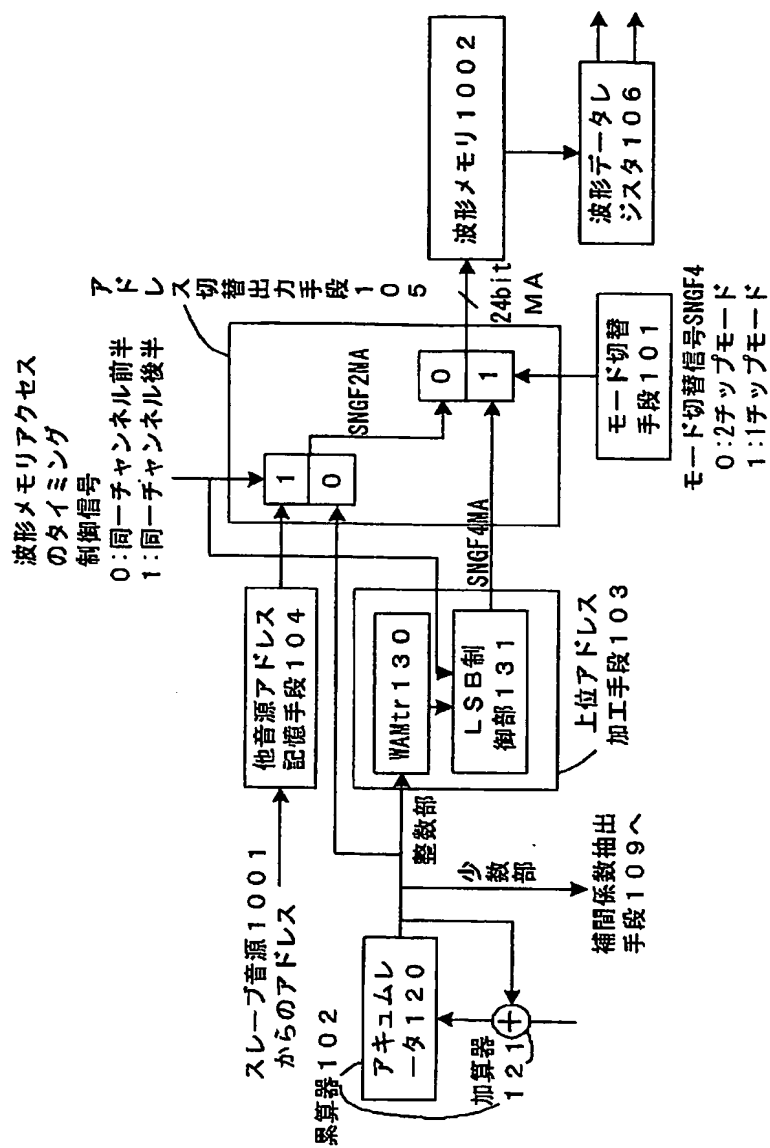 波形メモリアクセス
のタイミング
制御信号
0:同一チャンネル前半
1:同一チャンネル後半
アドレス切替出力手段105
スレーブ音源1001
からのアドレス
他音源アドレス
記憶手段104
1
0
SNGF2MA
0
1
24bit
MA
波形メモリ1002
波形データレ
ジスタ106
累算器102
アキュムレ
ータ120
加算器
121
整数部
少数部
補間係数抽出
手段109へ
WAMtr130
LSB制
御部131
SNGF4MA
上位アドレス
加工手段103
モード切替
手段101
モード切替信号SNGF4
0:2チップモード
1:1チップモード